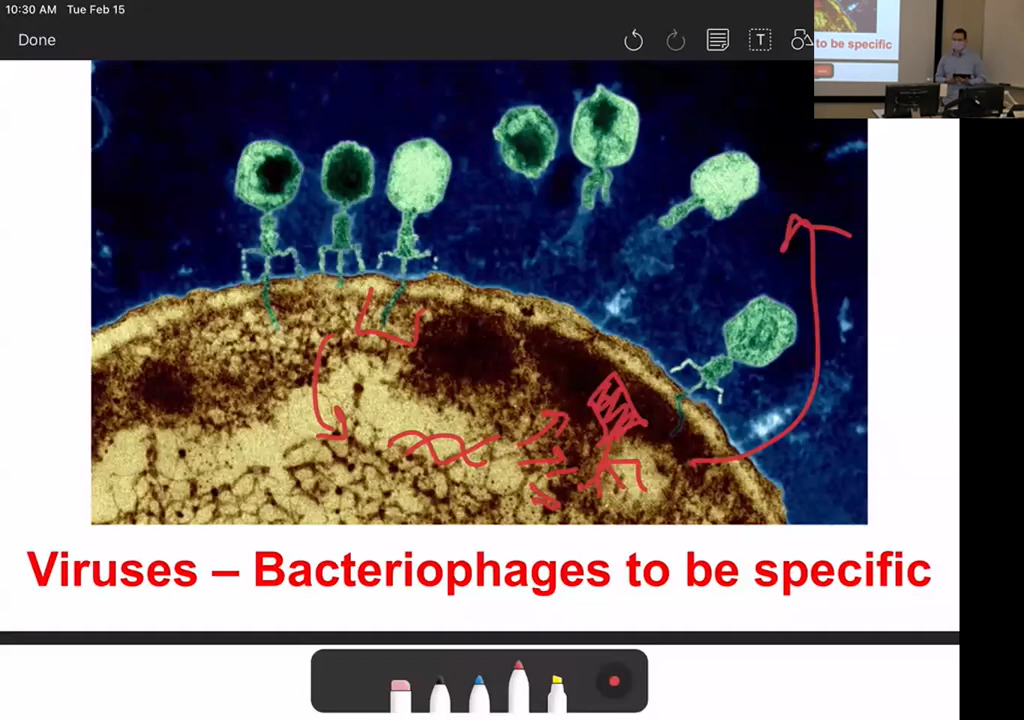 10:30 AM Tue Feb 15
Done
T
to be specific
Viruses – Bacteriophages to be specific